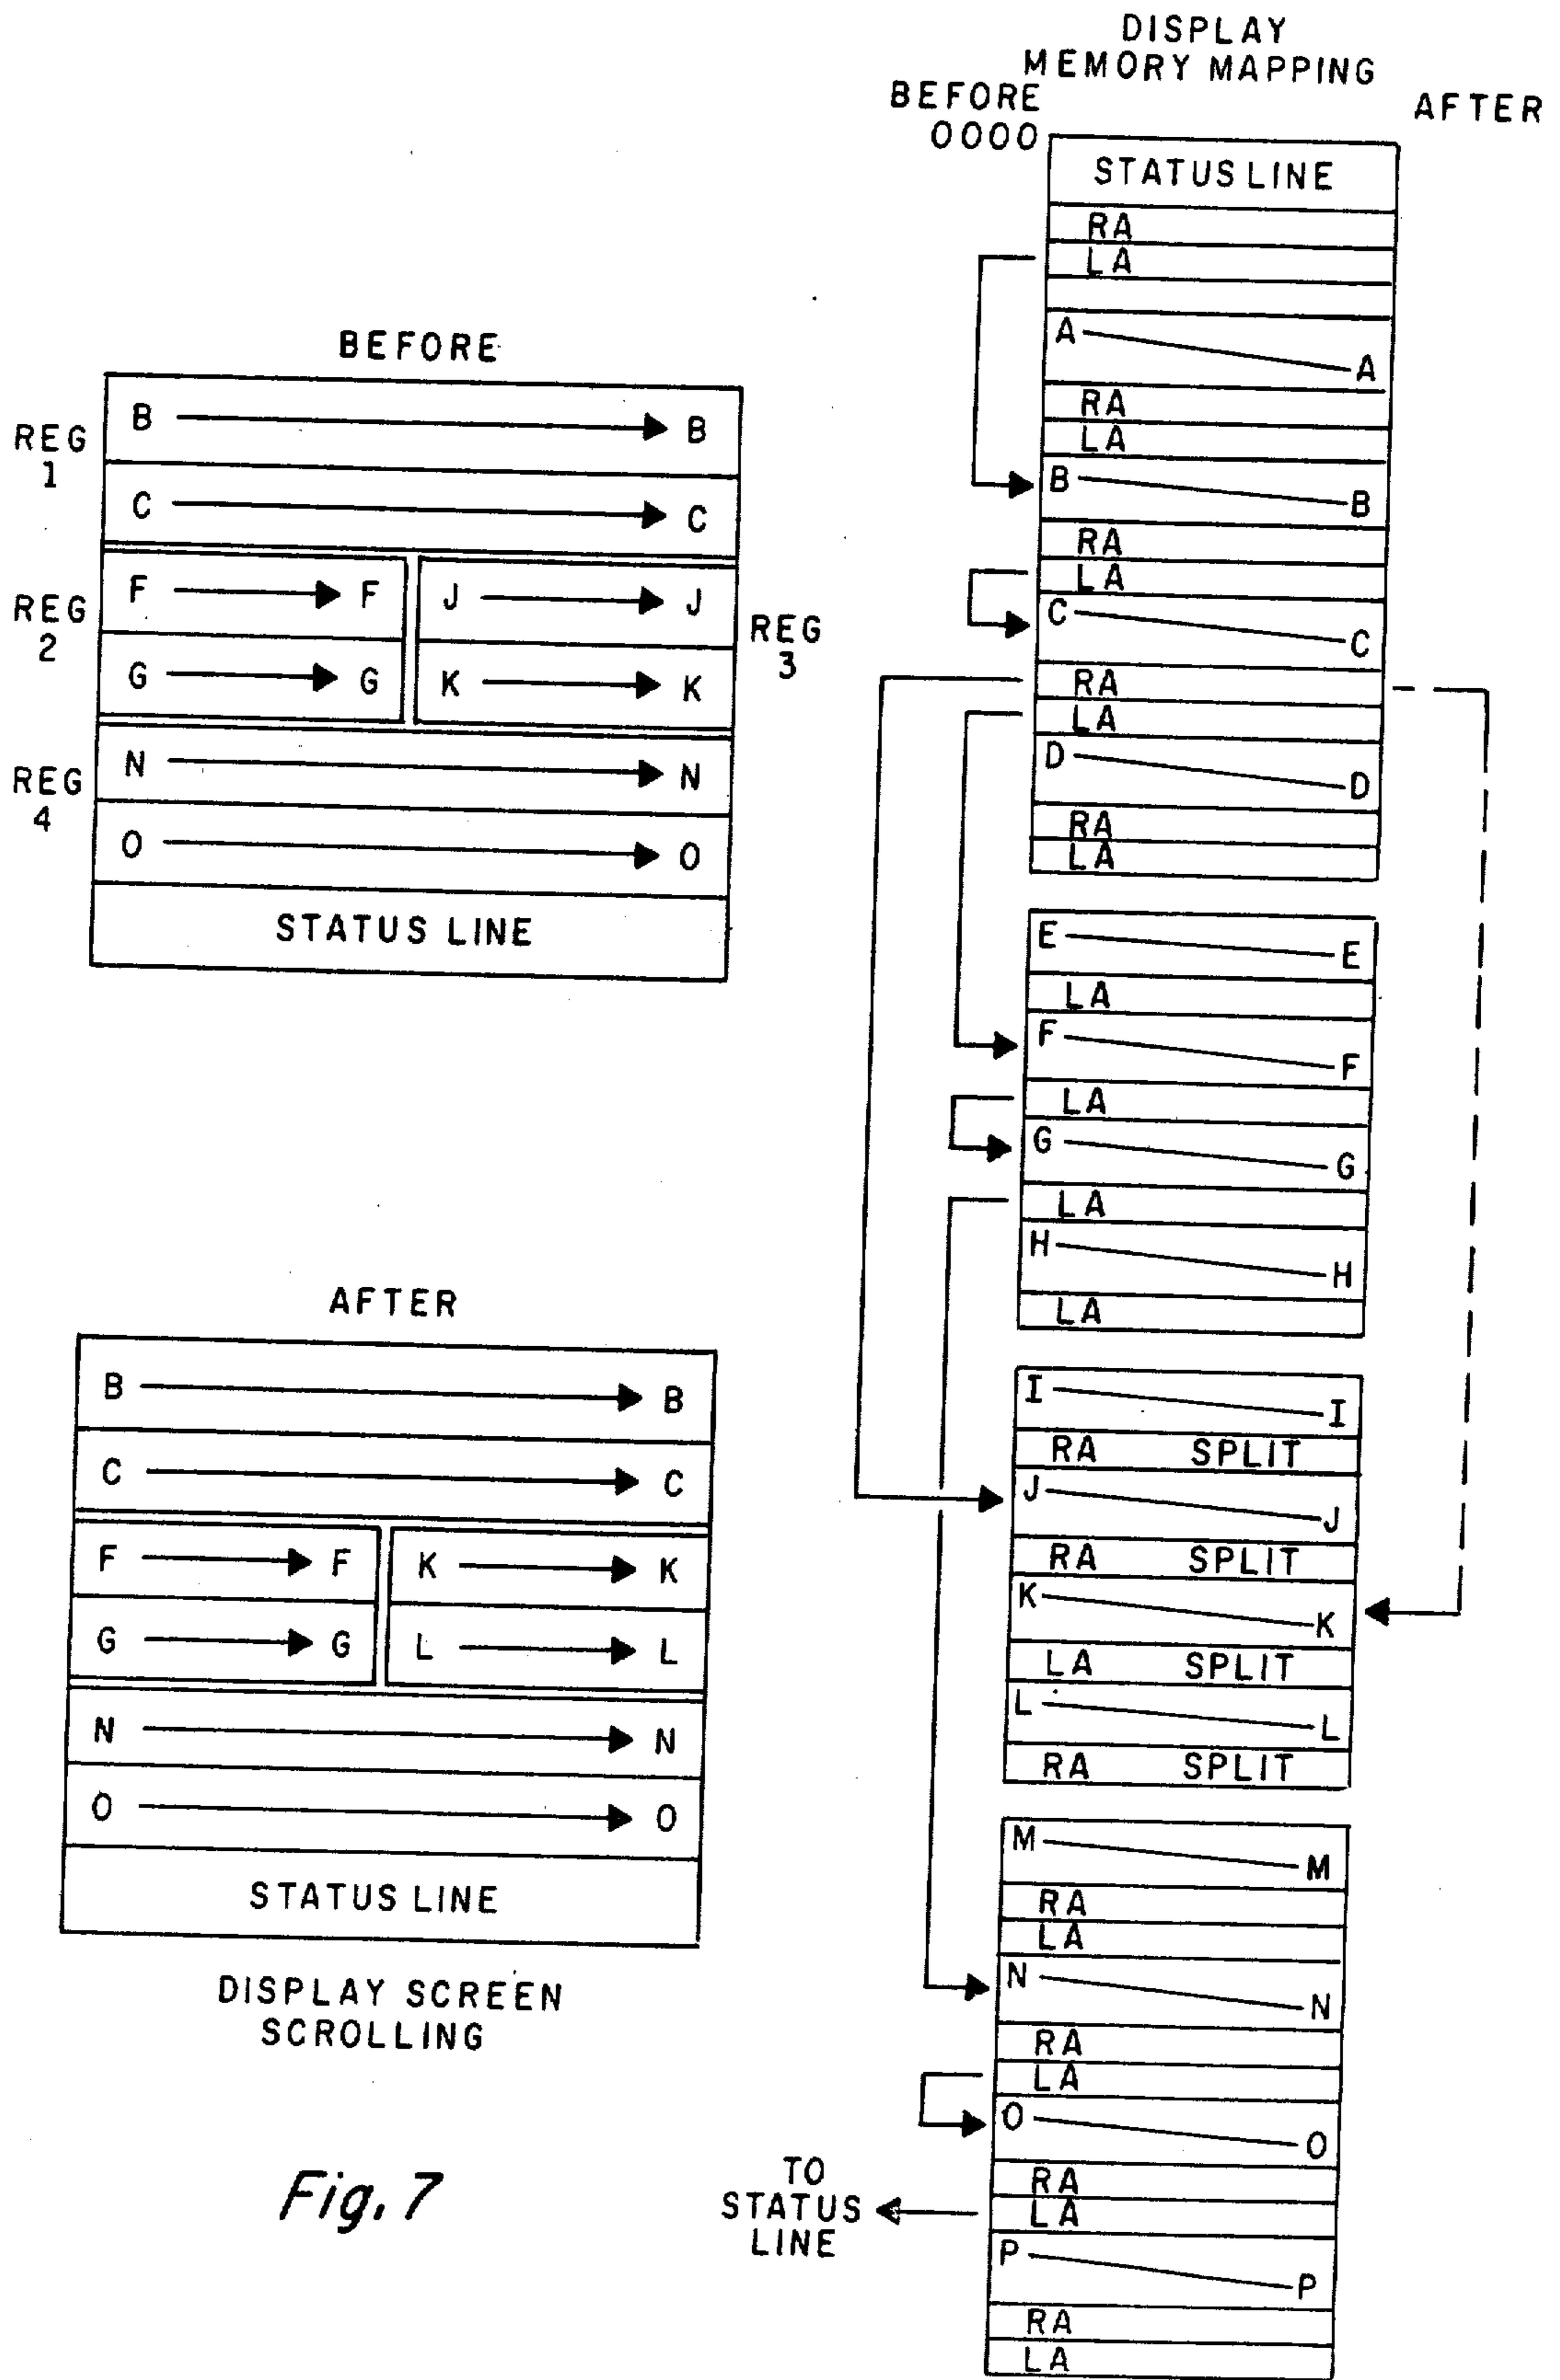 DISPLAY
MEMORY MAPPING
BEFORE
AFTER
0000
STATUS LINE
RA
LA
A A
RA
LA
B B
RA
LA
C C
RA
LA
D D
RA
LA
E E
LA
F F
LA
G G
LA
H H
LA
I I
RA SPLIT
J J
RA SPLIT
K K
LA SPLIT
L L
RA SPLIT
M M
RA
LA
N N
RA
LA
O O
RA
LA
P P
RA
LA
TO
STATUS
LINE
BEFORE
REG
1
B B
C C
REG
2
F F J J
G G K K
REG
3
REG
4
N N
O O
STATUS LINE
AFTER
B B
C C
F F K K
G G L L
N N
O O
STATUS LINE
DISPLAY SCREEN
SCROLLING
Fig. 7